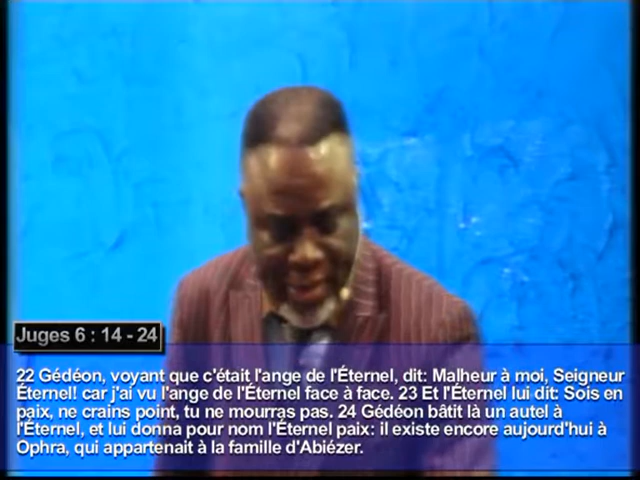 Juges 6 : 14 - 24
22 Gédéon, voyant que c'était l'ange de l'Éternel, dit: Malheur à moi, Seigneur
Éternel! car j'ai vu l'ange de l'Éternel face à face. 23 Et l'Éternel lui dit: Sois en
paix, ne crains point, tu ne mourras pas. 24 Gédéon bâtit là un autel à
l'Éternel, et lui donna pour nom l'Éternel paix: il existe encore aujourd'hui à
Ophra, qui appartenait à la famille d'Abiézer.